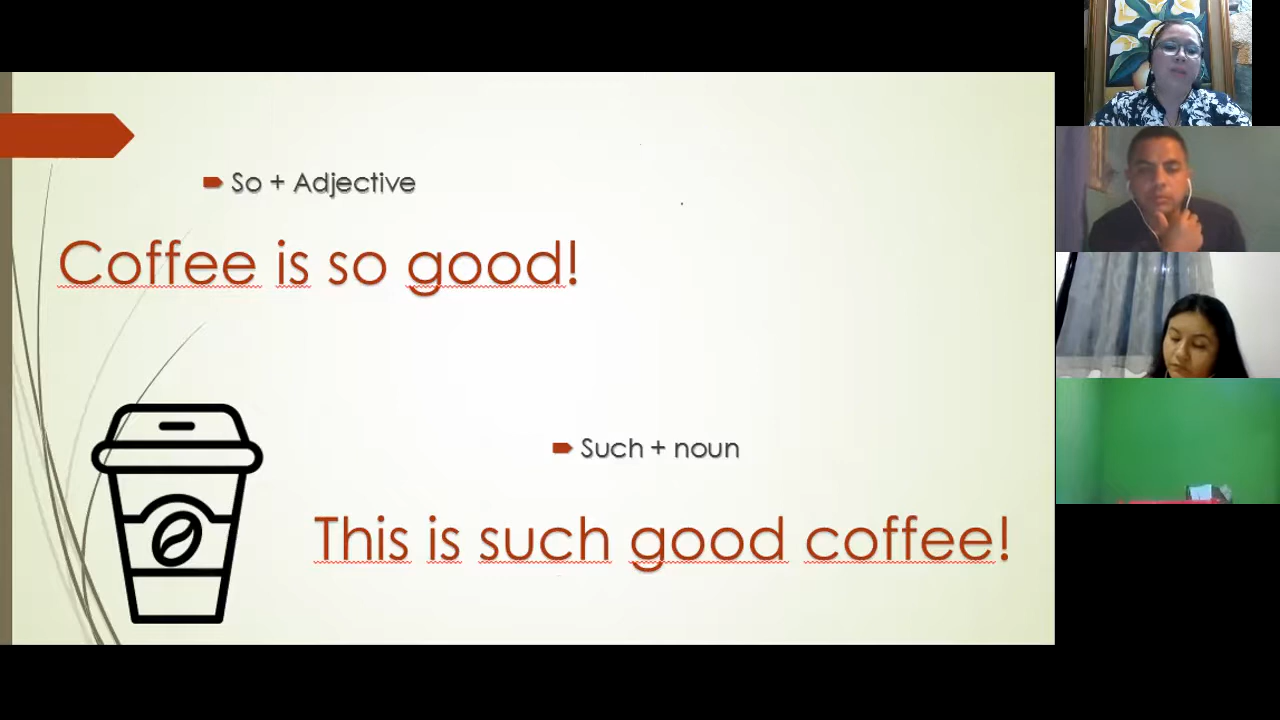 So + Adjective
Coffee is so good!
Such + noun
This is such good coffee!